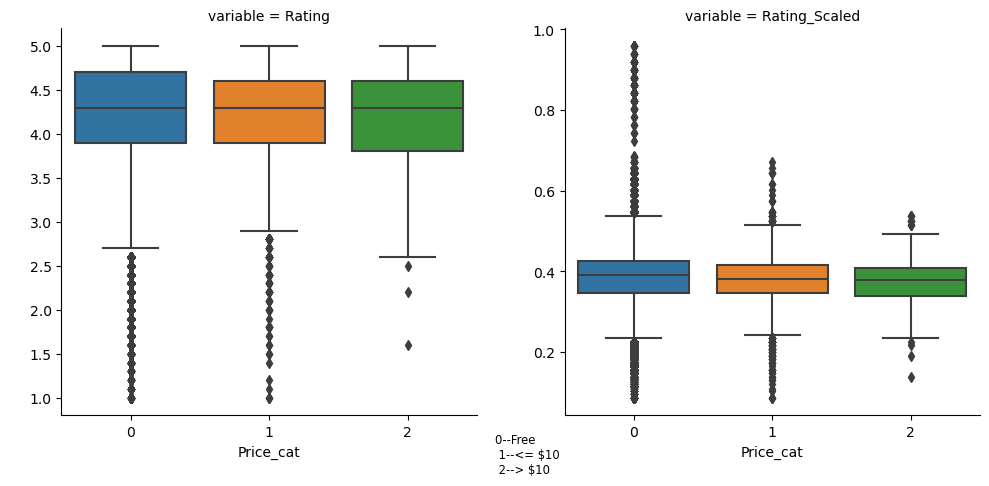 variable = Rating
5.0
4.5
4.0
3.5
3.0
2.5
2.0
1.5
1.0
0 1 2
Price_cat
variable = Rating_Scaled
1.0
0.8
0.6
0.4
0.2
0 1 2
Price_cat
0--Free
1--<= $10
2--> $10